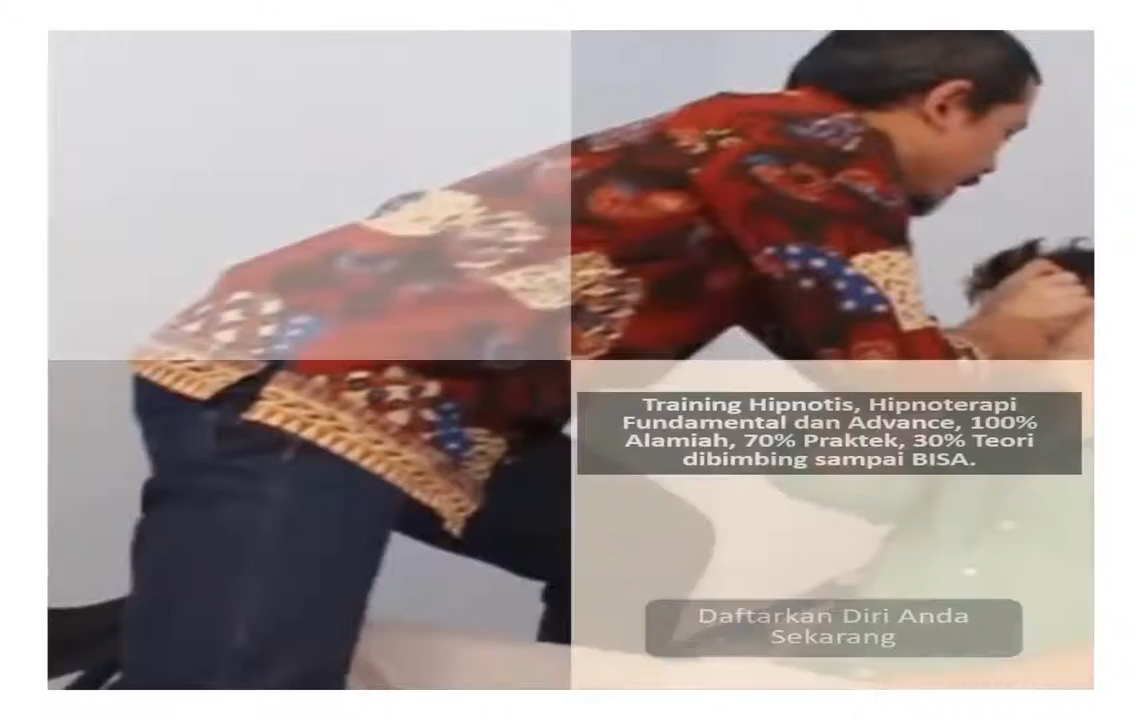 Training Hipnotis, Hipnoterapi
Fundamental dan Advance, 100%
Alamiah, 70% Praktek, 30% Teori
dibimbing sampai BISA.
Daftarkan Diri Anda
Sekarang